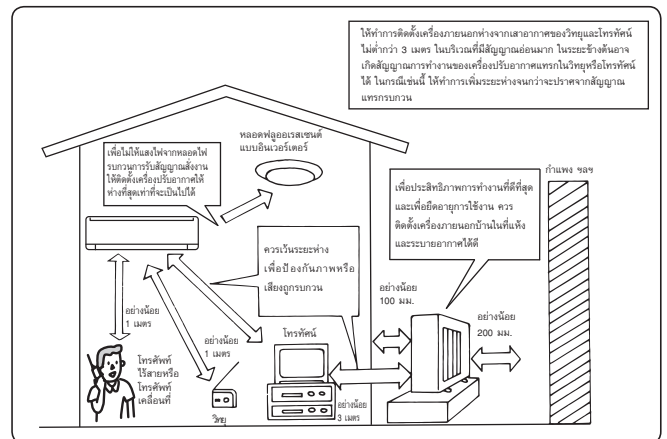 ให้ทำการติดตั้งเครื่องภายนอกห่างจากเสาอากาศของวิทยุและโทรทัศน์
ไม่ต่ำกว่า 3 เมตร ในบริเวณที่มีสัญญาณอ่อนมาก ในระยะข้างต้นอาจ
เกิดสัญญาณการทำงานของเครื่องปรับอากาศแทรกในวิทยุหรือโทรทัศน์
ได้ ในกรณีเช่นนี้ ให้ทำการเพิ่มระยะห่างจนกว่าจะปราศจากสัญญาณ
แทรกรบกวน
หลอดฟลูออเรสเซนต์
แบบอินเวอร์เตอร์
เพื่อไม่ให้แสงไฟจากหลอดไฟ
รบกวนการรับสัญญาณสั่งงาน
ให้ติดตั้งเครื่องปรับอากาศให้
ห่างที่สุดเท่าที่จะเป็นไปได้
กำแพง ฯลฯ
เพื่อประสิทธิภาพการทำงานที่ดีที่สุด
และเพื่อยืดอายุการใช้งาน ควร
ติดตั้งเครื่องภายนอกบ้านในที่แห้ง
และระบายอากาศได้ดี
ควรเว้นระยะห่าง
เพื่อป้องกันภาพหรือ
เสียงถูกรบกวน
อย่างน้อย
100 มม.
อย่างน้อย
200 มม.
อย่างน้อย
1 เมตร
อย่างน้อย
1 เมตร
โทรทัศน์
โทรศัพท์
ไร้สายหรือ
โทรศัพท์
เคลื่อนที่
วิทยุ
อย่างน้อย
3 เมตร